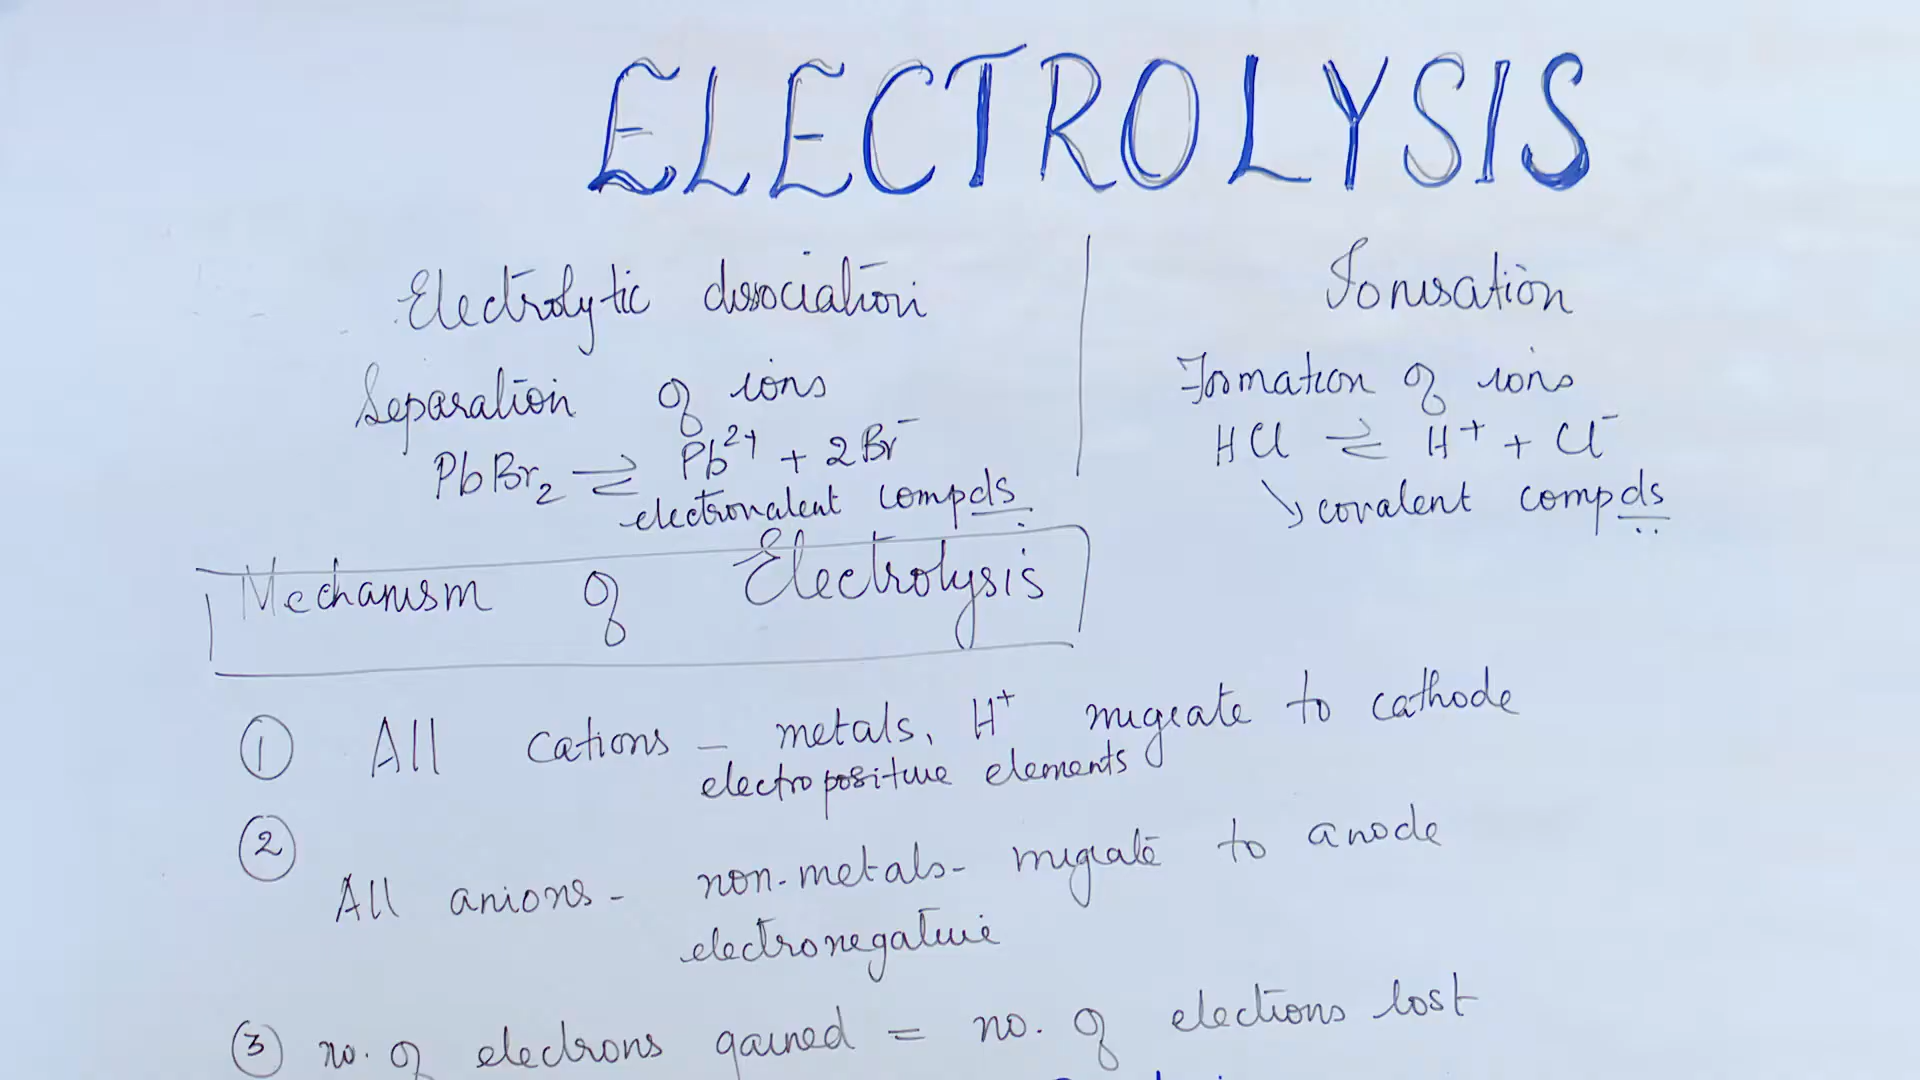 ELECTROLYSIS
Electrolytic dissociation
Separation of ions
PbBr₂ ⇌ Pb²⁺ + 2Br⁻
electrovalent compds
Ionisation
Formation of ions
HCl ⇌ H⁺ + Cl⁻
↘ covalent compds
Mechanism of Electrolysis
① All cations - metals, H⁺ migrate to cathode
electropositive elements
②
All anions - non-metals - migrate to anode
electronegative
③ no. of electrons gained = no. of electrons lost